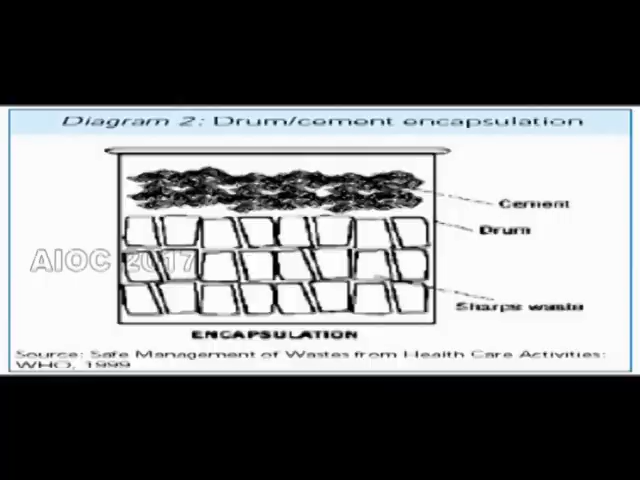 Diagram 2: Drum/cement encapsulation
Cement
Drum
AIOC 2017
Sharps waste
ENCAPSULATION
Source: Safe Management of Wastes from Health Care Activities:
WHO, 1999